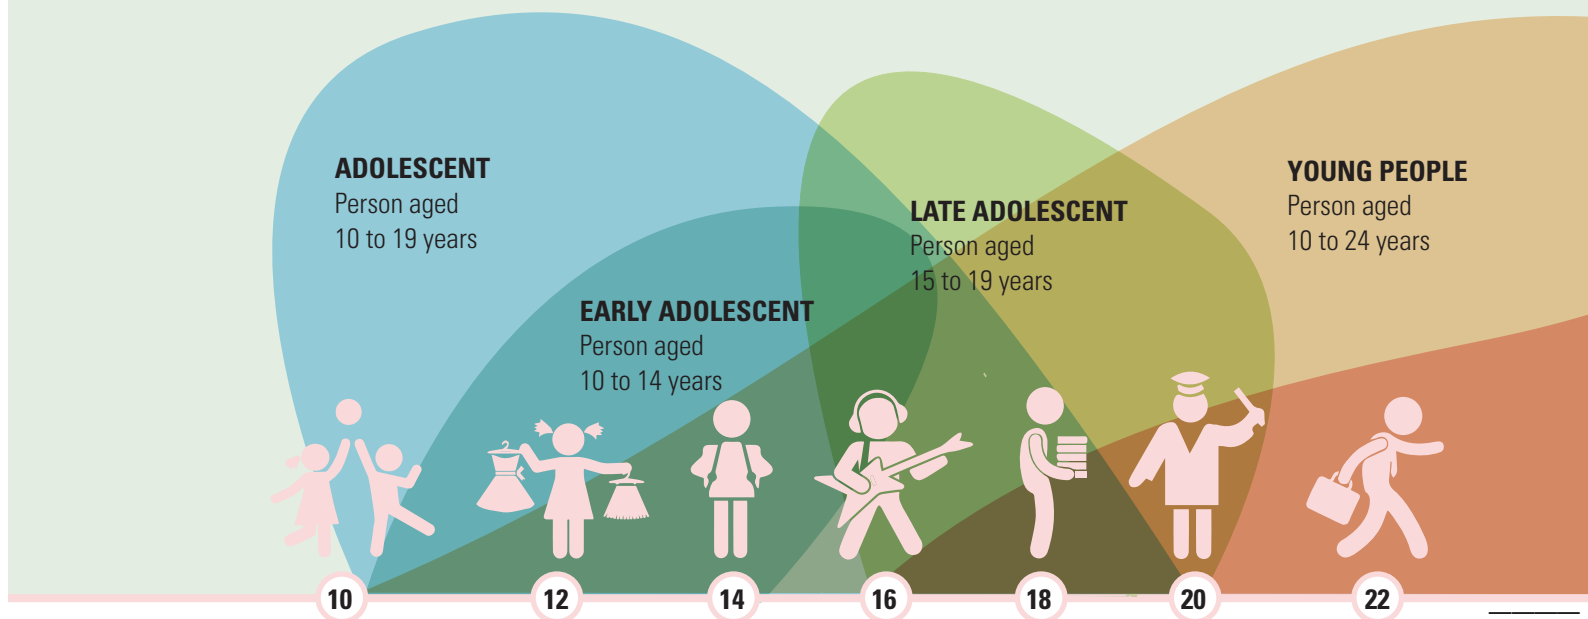 ADOLESCENT
Person aged
10 to 19 years
EARLY ADOLESCENT
Person aged
10 to 14 years
LATE ADOLESCENT
Person aged
15 to 19 years
YOUNG PEOPLE
Person aged
10 to 24 years
10 12 14 16 18 20 22